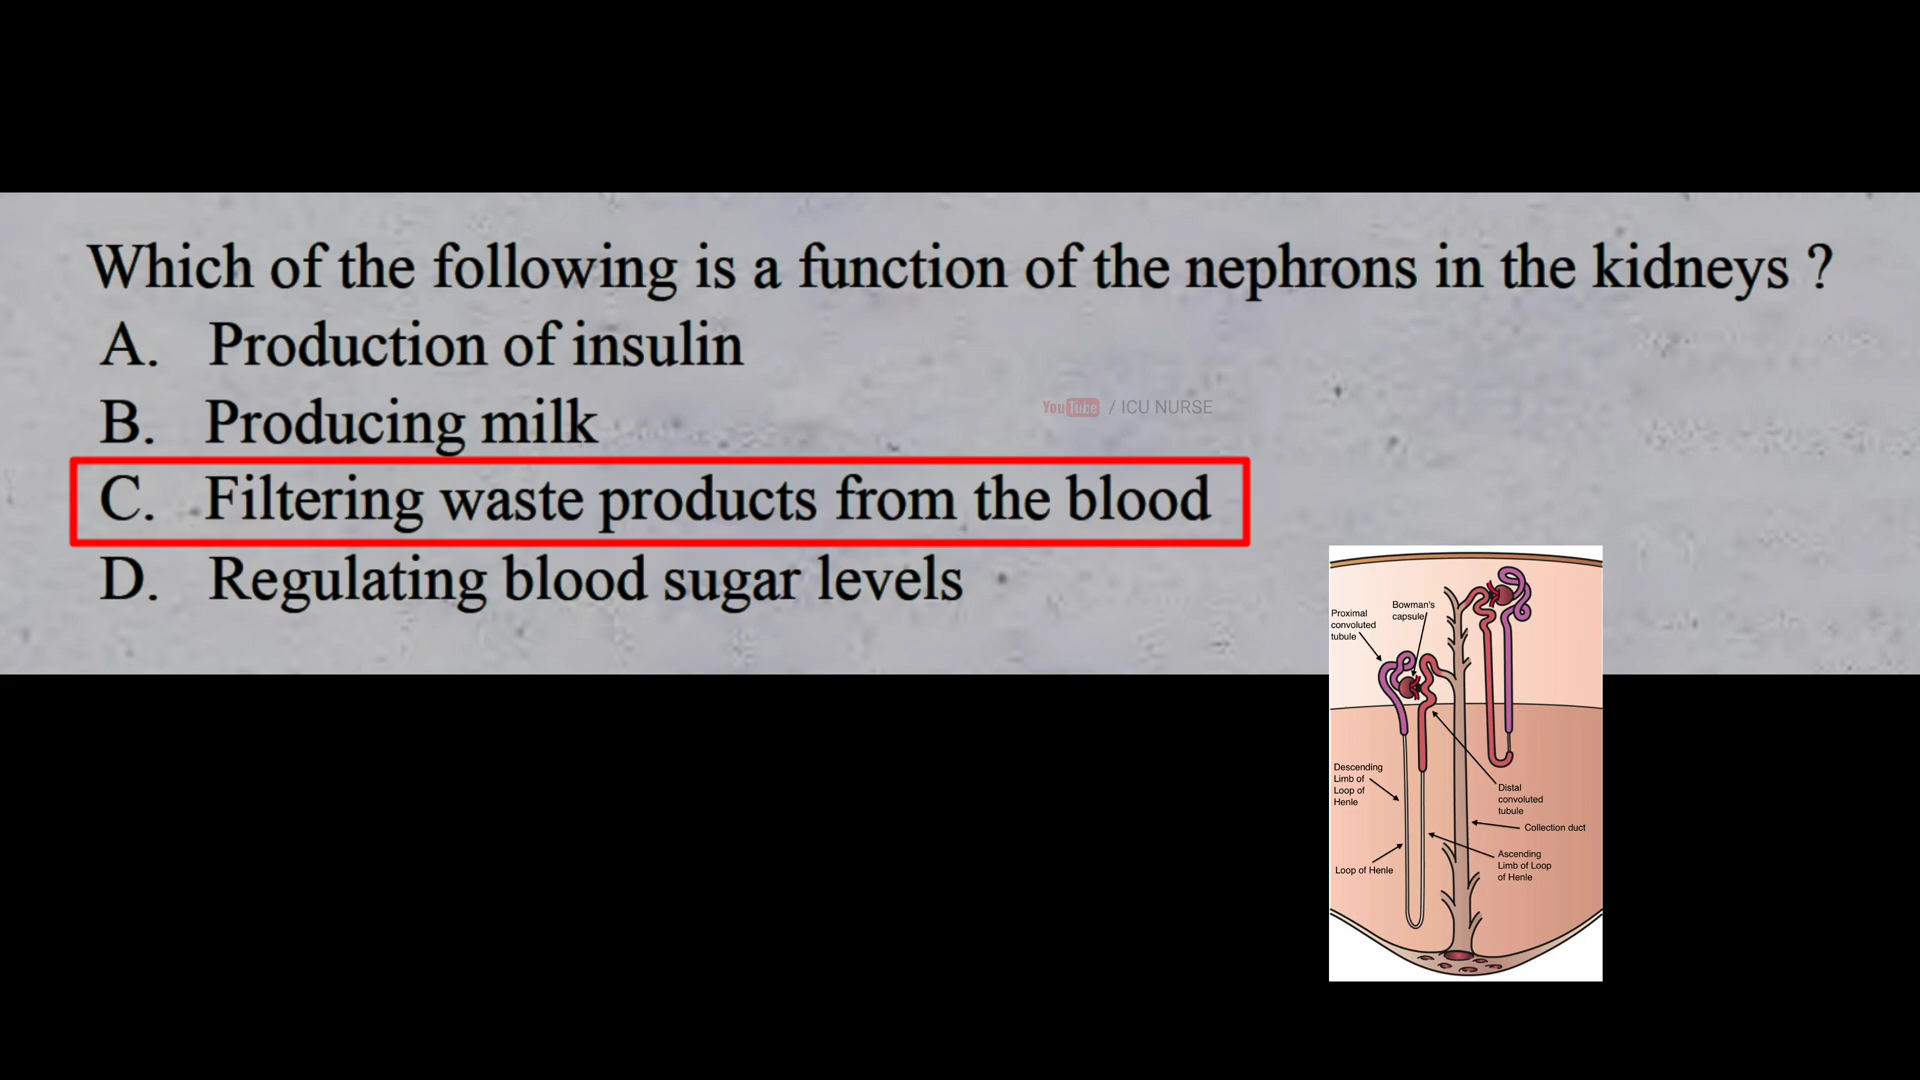 Which of the following is a function of the nephrons in the kidneys ?
A. Production of insulin
B. Producing milk
YouTube / ICU NURSE
C. Filtering waste products from the blood
D. Regulating blood sugar levels
Proximal
convoluted
tubule
Bowman's
capsule
Descending
Limb of
Loop of
Henle
Distal
convoluted
tubule
Collection duct
Ascending
Limb of Loop
of Henle
Loop of Henle